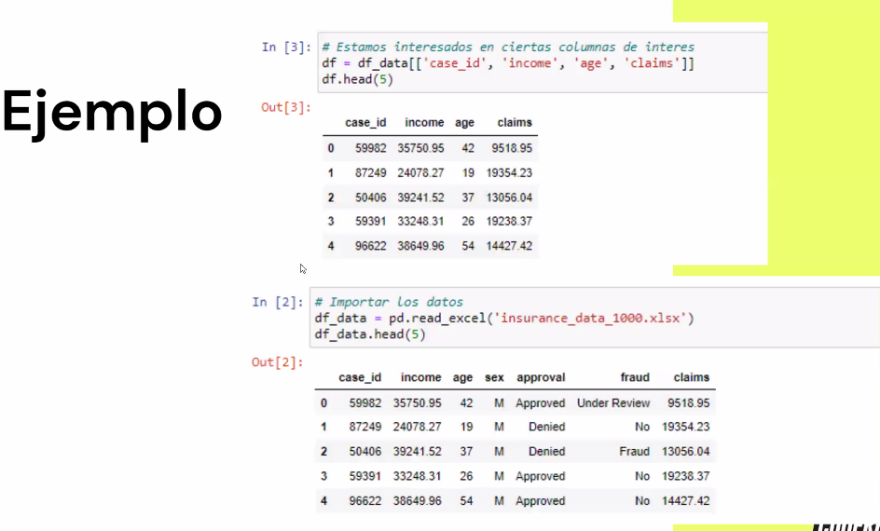 Ejemplo
In [3]: # Estamos interesados en ciertas columnas de interes
df = df_data[['case_id', 'income', 'age', 'claims']]
df.head(5)
Out[3]:
case_id income age claims
0 59982 35750.95 42 9518.95
1 87249 24078.27 19 19354.23
2 50406 39241.52 37 13056.04
3 59391 33248.31 26 19238.37
4 96622 38649.96 54 14427.42
In [2]: # Importar los datos
df_data = pd.read_excel('insurance_data_1000.xlsx')
df_data.head(5)
Out[2]:
case_id income age sex approval fraud claims
0 59982 35750.95 42 M Approved Under Review 9518.95
1 87249 24078.27 19 M Denied No 19354.23
2 50406 39241.52 37 M Denied Fraud 13056.04
3 59391 33248.31 26 M Approved No 19238.37
4 96622 38649.96 54 M Approved No 14427.42